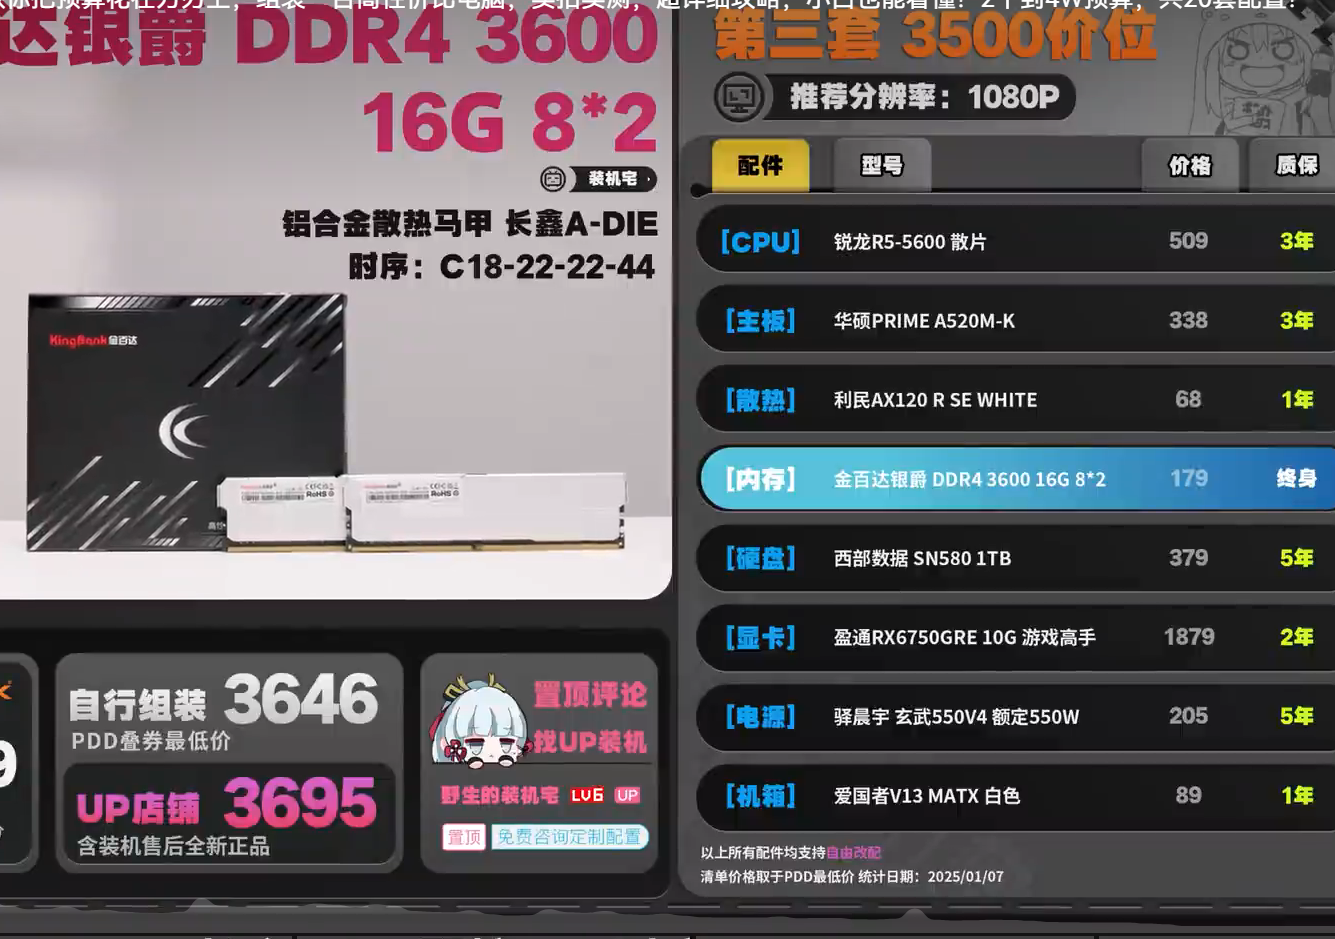 达银爵 DDR4 3600
16G 8*2
装机宅
铝合金散热马甲 长鑫A-DIE
时序：C18-22-22-44
KingBank 金百达
RoHS
RoHS
自行组装 3646
PDD叠券最低价
UP店铺 3695
含装机售后全新正品
置顶评论
找UP装机
野生的装机宅 LV6 UP
置顶 免费咨询定制配置
第三套 3500价位
推荐分辨率：1080P
配件 型号 价格 质保
[CPU] 锐龙R5-5600 散片 509 3年
[主板] 华硕PRIME A520M-K 338 3年
[散热] 利民AX120 R SE WHITE 68 1年
[内存] 金百达银爵 DDR4 3600 16G 8*2 179 终身
[硬盘] 西部数据 SN580 1TB 379 5年
[显卡] 盈通RX6750GRE 10G 游戏高手 1879 2年
[电源] 驿晨宇 玄武550V4 额定550W 205 5年
[机箱] 爱国者V13 MATX 白色 89 1年
以上所有配件均支持自由改配
清单价格取于PDD最低价 统计日期：2025/01/07